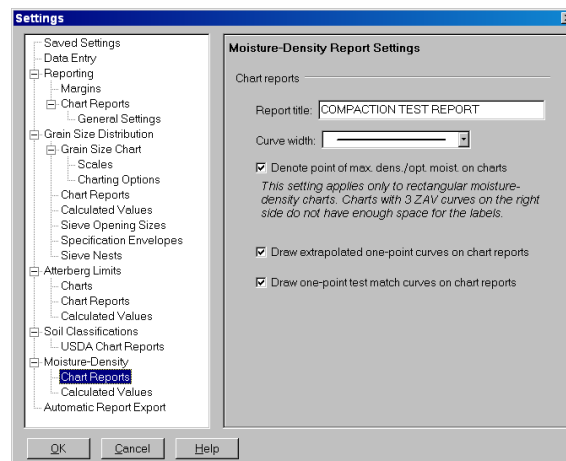 Settings
Saved Settings
Data Entry
Reporting
Margins
Chart Reports
General Settings
Grain Size Distribution
Grain Size Chart
Scales
Charting Options
Chart Reports
Calculated Values
Sieve Opening Sizes
Specification Envelopes
Sieve Nests
Atterberg Limits
Charts
Chart Reports
Calculated Values
Soil Classifications
USDA Chart Reports
Moisture-Density
Chart Reports
Calculated Values
Automatic Report Export
Moisture-Density Report Settings
Chart reports
Report title: COMPACTION TEST REPORT
Curve width:
Denote point of max. dens./opt. moist. on charts
This setting applies only to rectangular moisture-
density charts. Charts with 3 ZAV curves on the right
side do not have enough space for the labels.
Draw extrapolated one-point curves on chart reports
Draw one-point test match curves on chart reports
OK
Cancel
Help